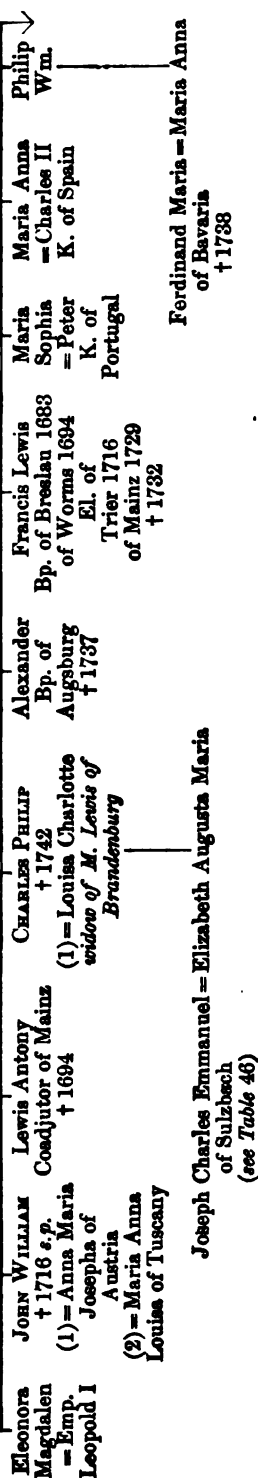 Eleonora
Magdalen
= Emp.
Leopold I
JOHN WILLIAM
†1716 s.p.
(1)=Anna Maria
Josepha of
Austria
(2)=Maria Anna
Louisa of Tuscany
Lewis Antony
Coadjutor of Mainz
†1694
CHARLES PHILIP
†1742
(1)=Louisa Charlotte
widow of M. Lewis of
Brandenburg
Alexander
Bp. of
Augsburg
†1737
Francis Lewis
Bp. of Breslau 1683
of Worms 1694
El. of
Trier 1716
of Mainz 1729
†1732
Maria
Sophia
=Peter
K. of
Portugal
Maria Anna
=Charles II
K. of Spain
Philip
Wm.
Joseph Charles Emmanuel=Elizabeth Augusta Maria
of Sulzbach
(see Table 46)
Ferdinand Maria=Maria Anna
of Bavaria
†1738